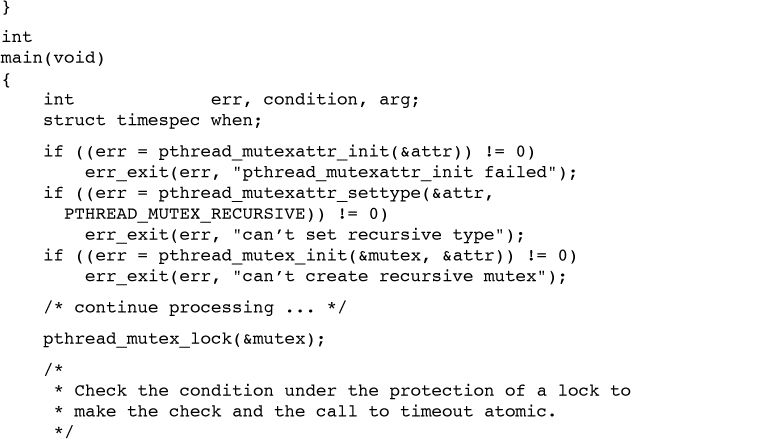 }
int
main(void)
{
    int             err, condition, arg;
    struct timespec when;
    if ((err = pthread_mutexattr_init(&attr)) != 0)
        err_exit(err, "pthread_mutexattr_init failed");
    if ((err = pthread_mutexattr_settype(&attr,
      PTHREAD_MUTEX_RECURSIVE)) != 0)
        err_exit(err, "can’t set recursive type");
    if ((err = pthread_mutex_init(&mutex, &attr)) != 0)
        err_exit(err, "can’t create recursive mutex");
    /* continue processing ... */
    pthread_mutex_lock(&mutex);
    /*
     * Check the condition under the protection of a lock to
     * make the check and the call to timeout atomic.
     */